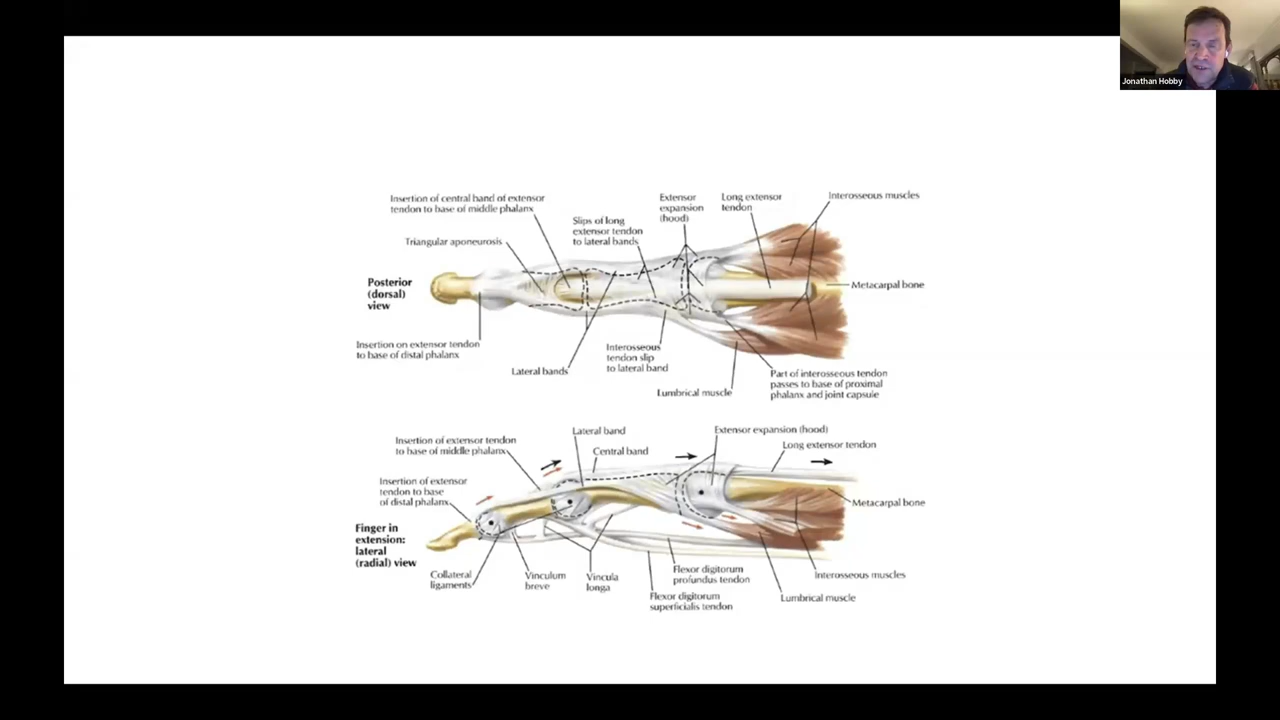 Jonathan Hobby
Insertion of central band of extensor
tendon to base of middle phalanx
Extensor
expansion
(hood)
Long extensor
tendon
Interosseous muscles
Slips of long
extensor tendon
to lateral bands
Triangular aponeurosis
Posterior
(dorsal)
view
Metacarpal bone
Insertion on extensor tendon
to base of distal phalanx
Interosseous
tendon slip
to lateral band
Lateral bands
Part of interosseous tendon
passes to base of proximal
phalanx and joint capsule
Lumbrical muscle
Lateral band
Extensor expansion (hood)
Insertion of extensor tendon
to base of middle phalanx
Central band
Long extensor tendon
Insertion of extensor
tendon to base
of distal phalanx
Metacarpal bone
Finger in
extension:
lateral
(radial) view
Collateral
ligaments
Vinculum
breve
Vincula
longa
Flexor digitorum
profundus tendon
Interosseous muscles
Flexor digitorum
superficialis tendon
Lumbrical muscle